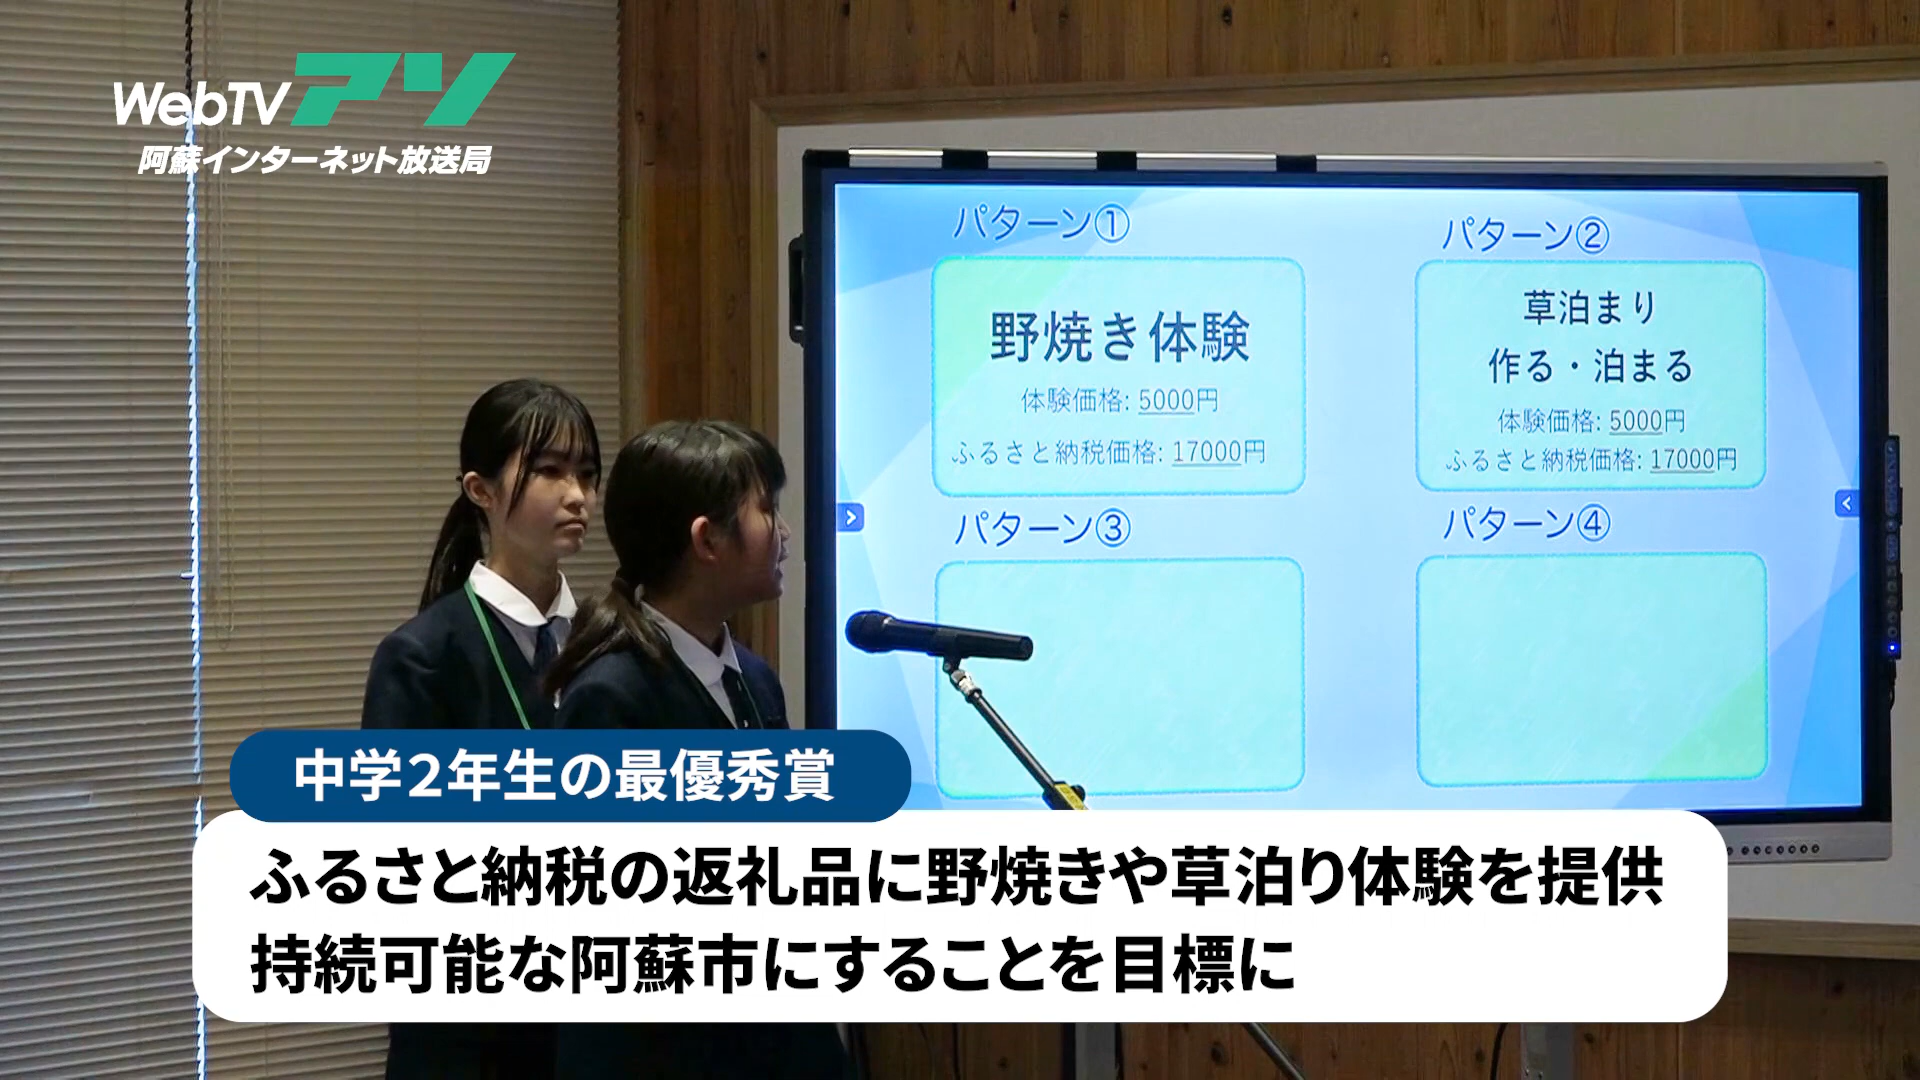 WebTVアソ
阿蘇インターネット放送局
パターン①
野焼き体験
体験価格: 5000円
ふるさと納税価格: 17000円
パターン②
草泊まり
作る・泊まる
体験価格: 5000円
ふるさと納税価格: 17000円
パターン③
パターン④
中学2年生の最優秀賞
ふるさと納税の返礼品に野焼きや草泊り体験を提供
持続可能な阿蘇市にすることを目標に